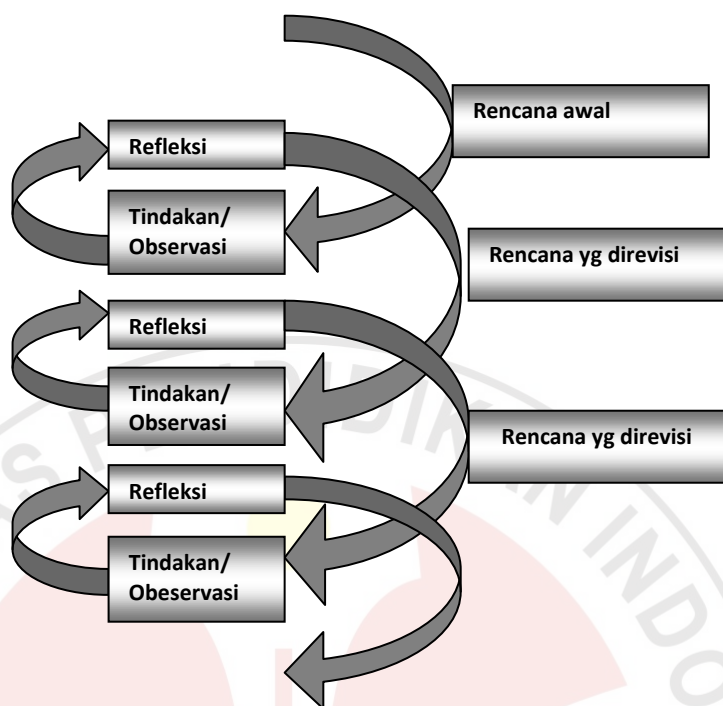 Rencana awal
Refleksi
Tindakan/
Observasi
Rencana yg direvisi
Refleksi
Tindakan/
Observasi
Rencana yg direvisi
Refleksi
Tindakan/
Obeservasi